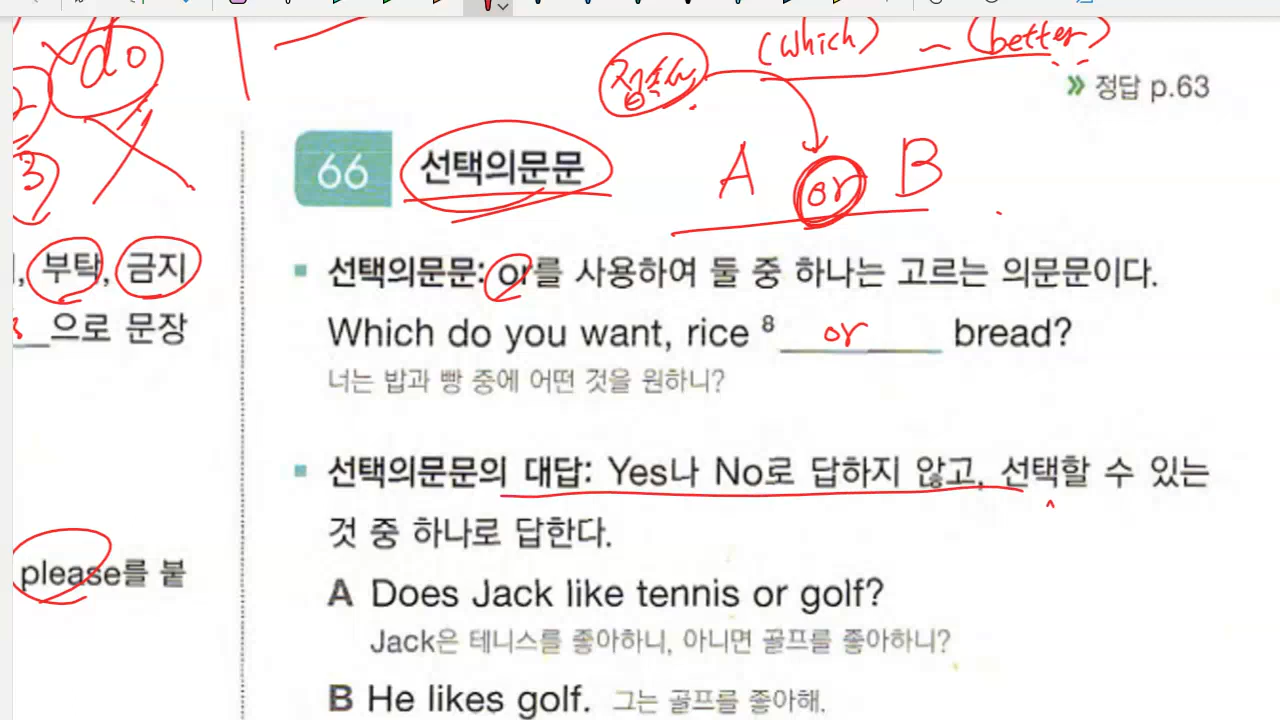 do
2
3
, 부탁, 금지
으로 문장
please를 붙
(which) ~ (better)
접속사
정답 p.63
66 선택의문문
A or B
선택의문문: or를 사용하여 둘 중 하나는 고르는 의문문이다.
Which do you want, rice 8 or bread?
너는 밥과 빵 중에 어떤 것을 원하니?
선택의문문의 대답: Yes나 No로 답하지 않고, 선택할 수 있는
것 중 하나로 답한다.
A Does Jack like tennis or golf?
Jack은 테니스를 좋아하니, 아니면 골프를 좋아하니?
B He likes golf. 그는 골프를 좋아해.